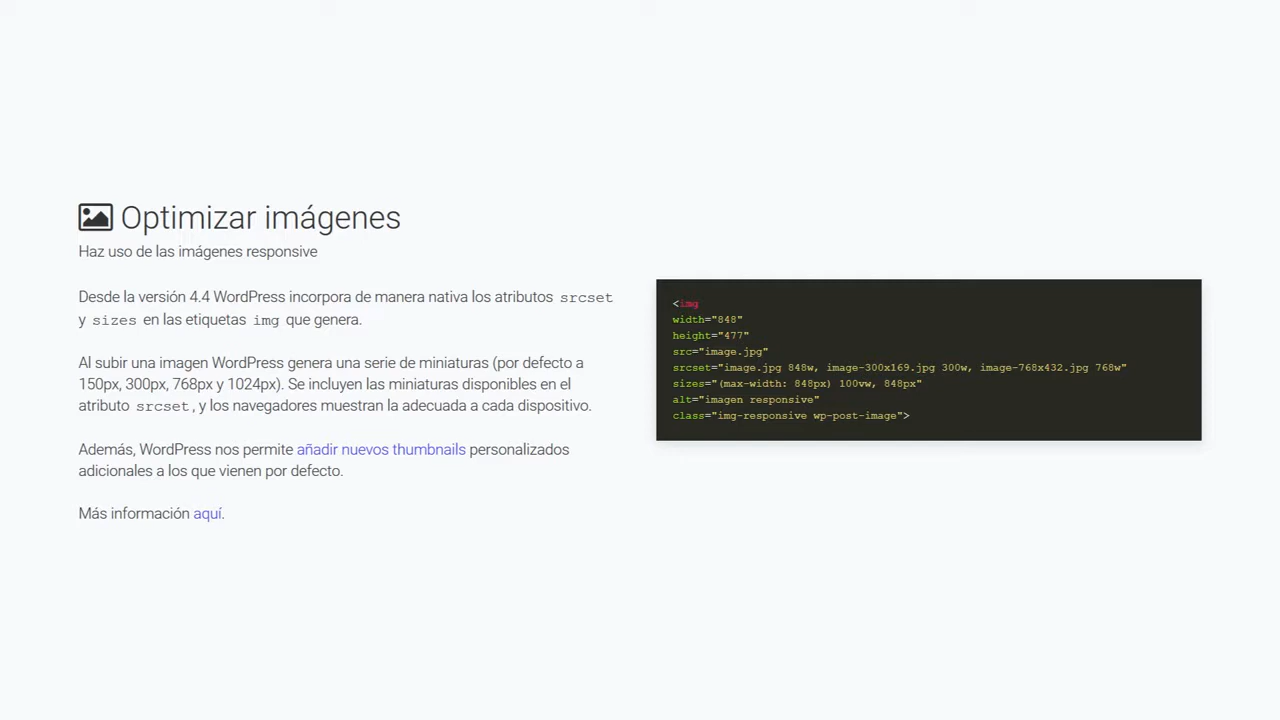 Optimizar imágenes
Haz uso de las imágenes responsive
Desde la versión 4.4 WordPress incorpora de manera nativa los atributos srcset
y sizes en las etiquetas img que genera.
Al subir una imagen WordPress genera una serie de miniaturas (por defecto a
150px, 300px, 768px y 1024px). Se incluyen las miniaturas disponibles en el
atributo srcset, y los navegadores muestran la adecuada a cada dispositivo.
Además, WordPress nos permite añadir nuevos thumbnails personalizados
adicionales a los que vienen por defecto.
Más información aquí.
<img
width="848"
height="477"
src="image.jpg"
srcset="image.jpg 848w, image-300x169.jpg 300w, image-768x432.jpg 768w"
sizes="(max-width: 848px) 100vw, 848px"
alt="imagen responsive"
class="img-responsive wp-post-image">